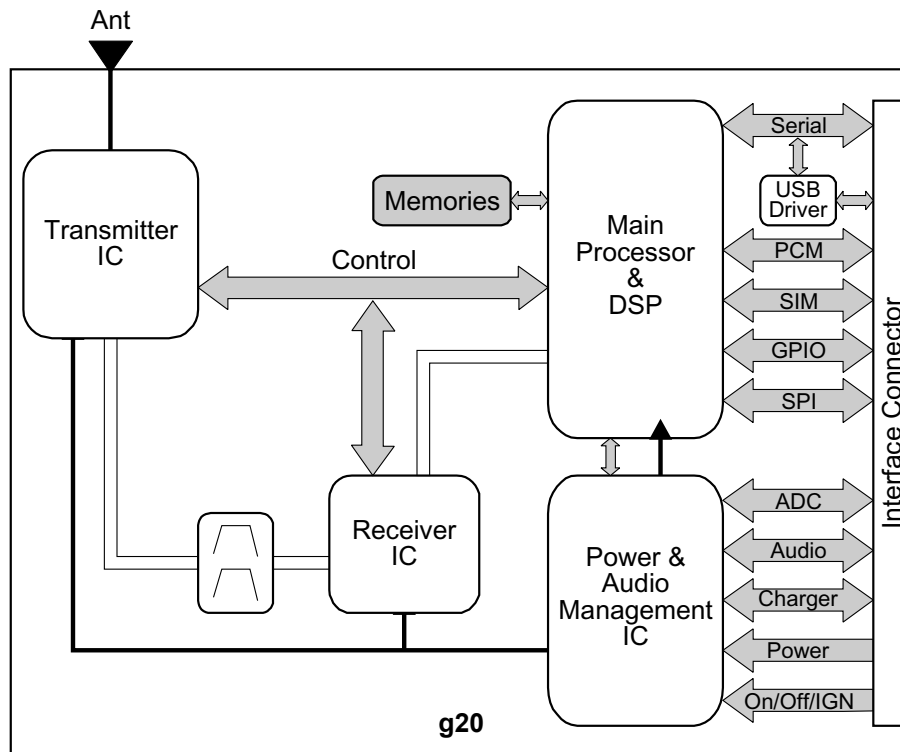 Ant
Transmitter
IC
Memories
Control
Main
Processor
&
DSP
Serial
USB
Driver
PCM
SIM
GPIO
SPI
Interface Connector
Receiver
IC
Power &
Audio
Management
IC
ADC
Audio
Charger
Power
On/Off/IGN
g20